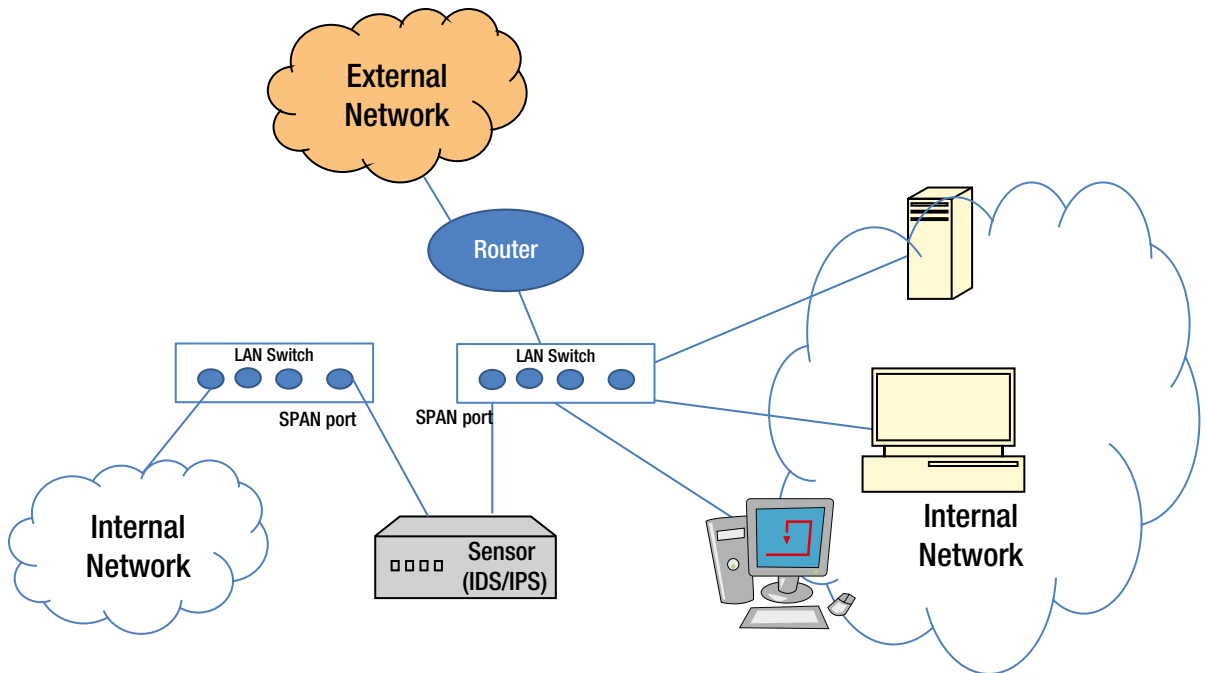 External
Network
Router
LAN Switch
LAN Switch
SPAN port
SPAN port
Internal
Network
Sensor
(IDS/IPS)
Internal
Network